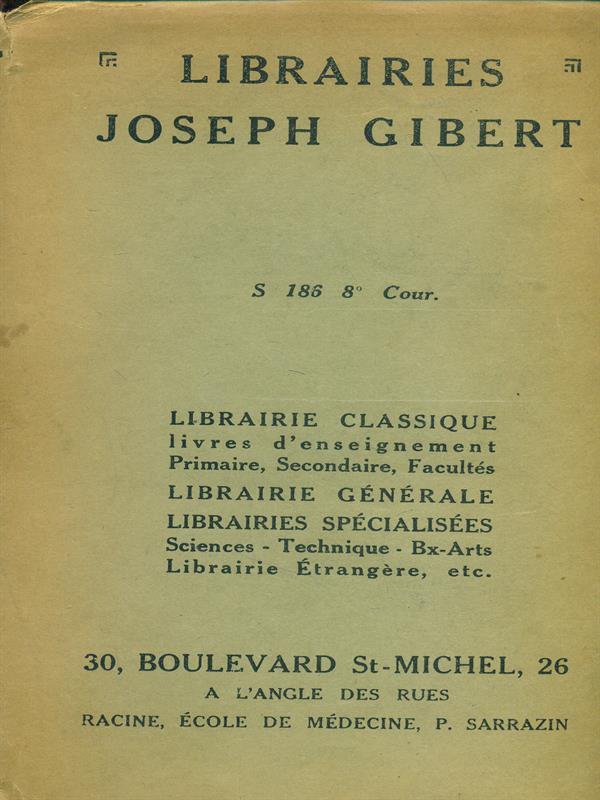 LIBRAIRIES
JOSEPH GIBERT
S 186 8° Cour.
LIBRAIRIE CLASSIQUE
livres d'enseignement
Primaire, Secondaire, Facultés
LIBRAIRIE GÉNÉRALE
LIBRAIRIES SPÉCIALISÉES
Sciences - Technique - Bx-Arts
Librairie Étrangère, etc.
30, BOULEVARD St-MICHEL, 26
A L'ANGLE DES RUES
RACINE, ÉCOLE DE MÉDECINE, P. SARRAZIN